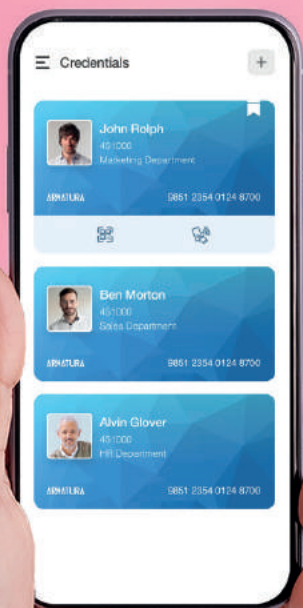 Credentials +
John Rolph
451000
Marketing Department
ARMATURA 9851 2354 0124 8700
Ben Morton
451000
Sales Department
ARMATURA 9851 2354 0124 8700
Alvin Glover
451000
HR Department
ARMATURA 9851 2354 0124 8700